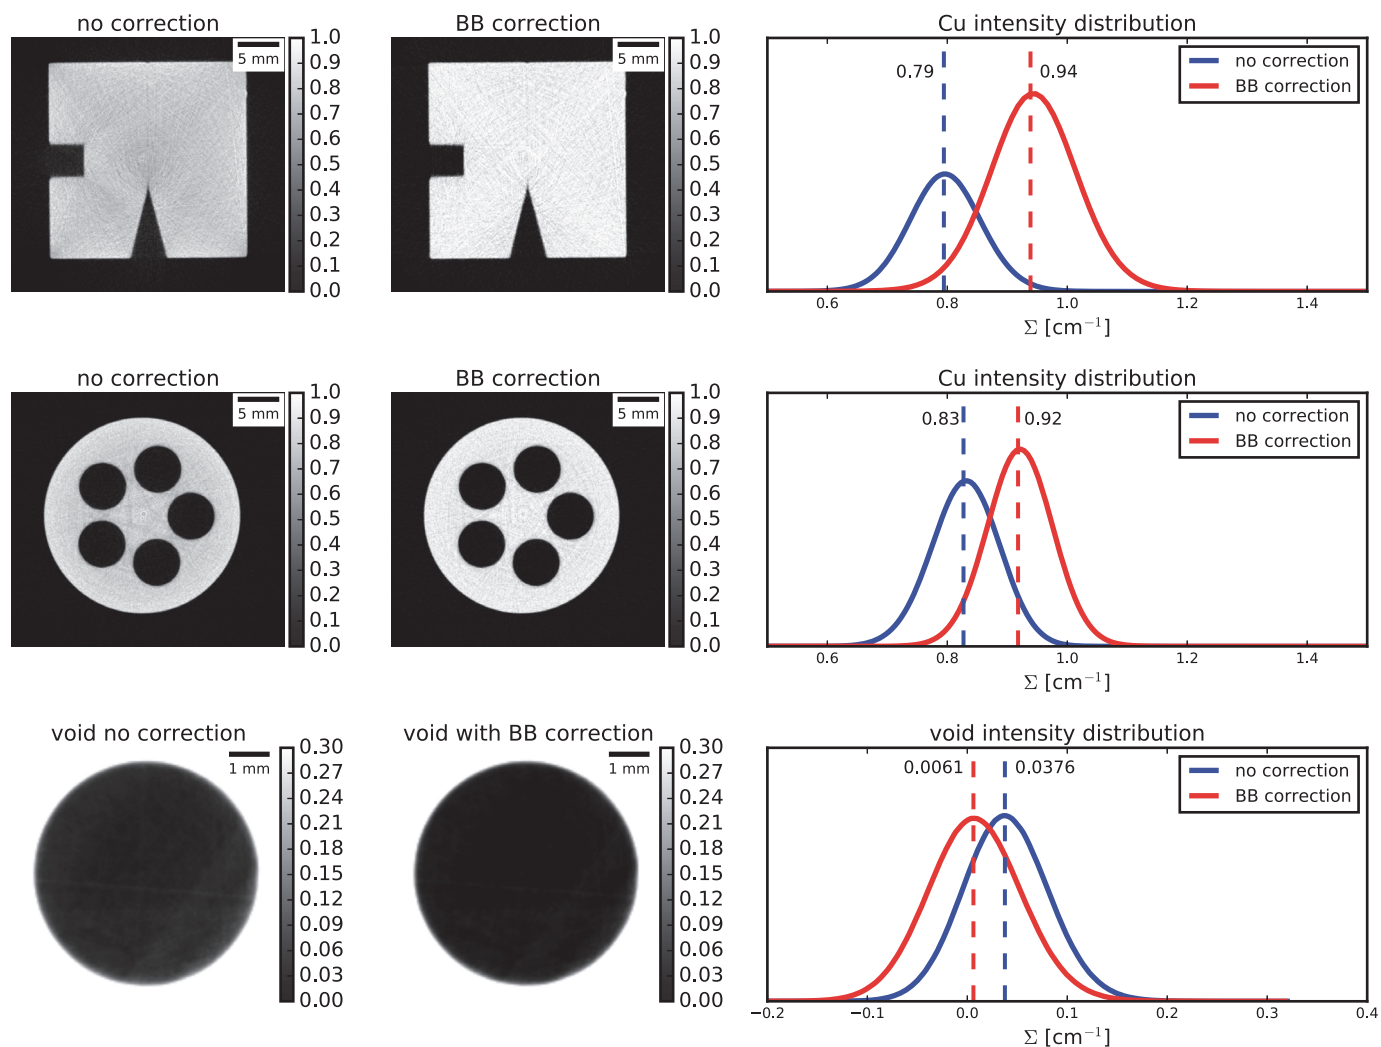 no correction
5 mm
1.0
0.9
0.8
0.7
0.6
0.5
0.4
0.3
0.2
0.1
0.0
BB correction
5 mm
1.0
0.9
0.8
0.7
0.6
0.5
0.4
0.3
0.2
0.1
0.0
Cu intensity distribution
0.79
0.94
no correction
BB correction
0.6 0.8 1.0 1.2 1.4
Σ [cm⁻¹]
no correction
5 mm
1.0
0.9
0.8
0.7
0.6
0.5
0.4
0.3
0.2
0.1
0.0
BB correction
5 mm
1.0
0.9
0.8
0.7
0.6
0.5
0.4
0.3
0.2
0.1
0.0
Cu intensity distribution
0.83
0.92
no correction
BB correction
0.6 0.8 1.0 1.2 1.4
Σ [cm⁻¹]
void no correction
1 mm
0.30
0.27
0.24
0.21
0.18
0.15
0.12
0.09
0.06
0.03
0.00
void with BB correction
1 mm
0.30
0.27
0.24
0.21
0.18
0.15
0.12
0.09
0.06
0.03
0.00
void intensity distribution
0.0061
0.0376
no correction
BB correction
−0.2 −0.1 0.0 0.1 0.2 0.3 0.4
Σ [cm⁻¹]